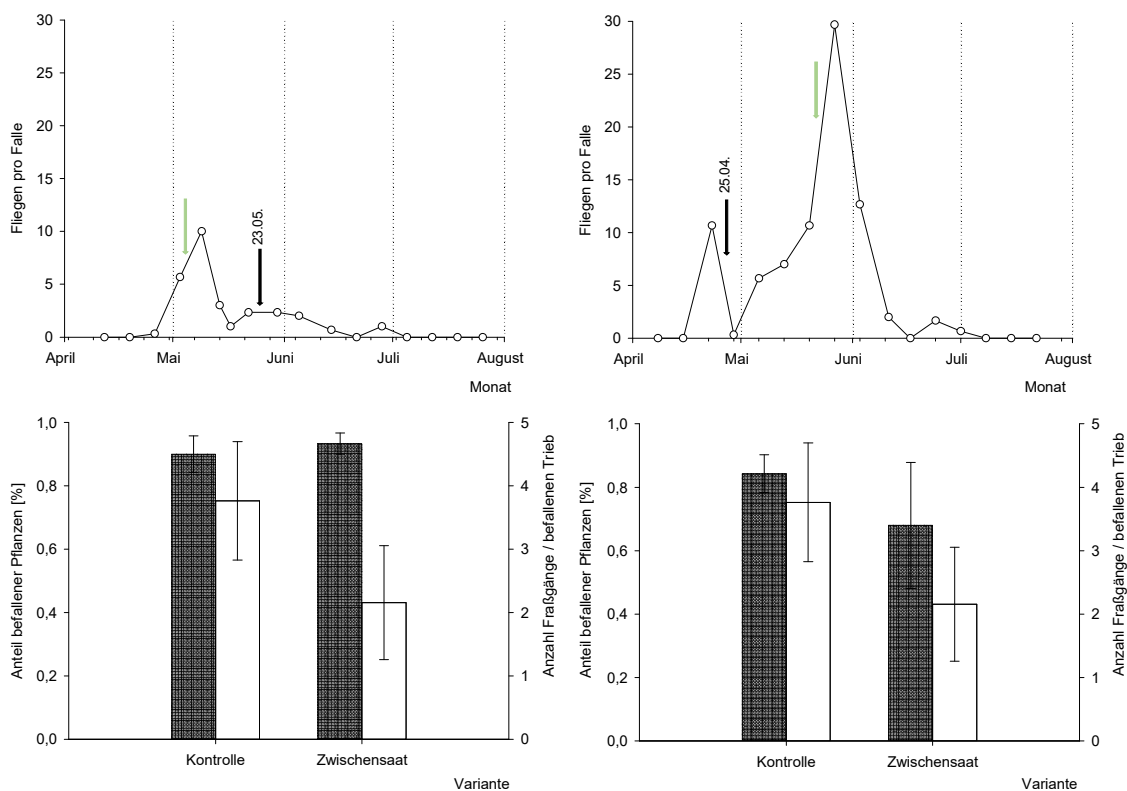 Fliegen pro Falle
30
25
20
15
10
5
0
23.05.
April Mai Juni Juli August
Monat
Fliegen pro Falle
30
25
20
15
10
5
0
25.04.
April Mai Juni Juli August
Monat
Anteil befallener Pflanzen [%]
1,0
0,8
0,6
0,4
0,2
0,0
5
4
3
2
1
0
Anzahl Fraßgänge / befallenen Trieb
Kontrolle Zwischensaat
Variante
Anteil befallener Pflanzen [%]
1,0
0,8
0,6
0,4
0,2
0,0
5
4
3
2
1
0
Anzahl Fraßgänge / befallenen Trieb
Kontrolle Zwischensaat
Variante